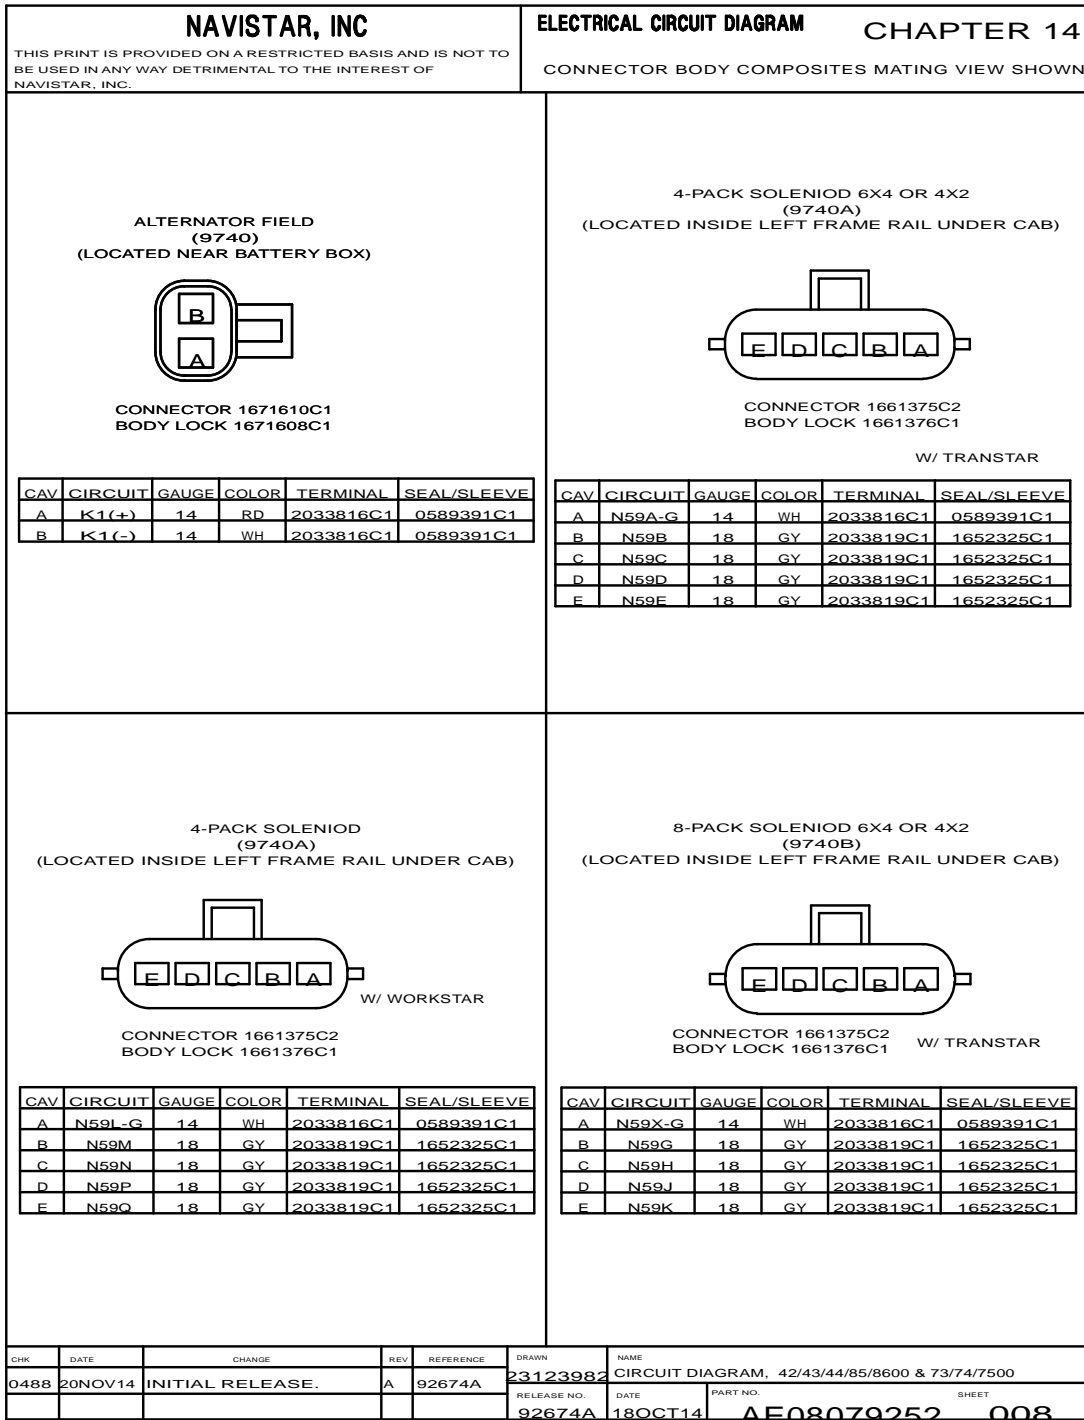 NAVISTAR, INC
THIS PRINT IS PROVIDED ON A RESTRICTED BASIS AND IS NOT TO
BE USED IN ANY WAY DETRIMENTAL TO THE INTEREST OF
NAVISTAR, INC.
ELECTRICAL CIRCUIT DIAGRAM CHAPTER 14
CONNECTOR BODY COMPOSITES MATING VIEW SHOWN
ALTERNATOR FIELD
(9740)
(LOCATED NEAR BATTERY BOX)
B
A
CONNECTOR 1671610C1
BODY LOCK 1671608C1
CAV CIRCUIT GAUGE COLOR TERMINAL SEAL/SLEEVE
A K1(+) 14 RD 2033816C1 0589391C1
B K1(-) 14 WH 2033816C1 0589391C1
4-PACK SOLENIOD 6X4 OR 4X2
(9740A)
(LOCATED INSIDE LEFT FRAME RAIL UNDER CAB)
E D C B A
CONNECTOR 1661375C2
BODY LOCK 1661376C1
W/ TRANSTAR
CAV CIRCUIT GAUGE COLOR TERMINAL SEAL/SLEEVE
A N59A-G 14 WH 2033816C1 0589391C1
B N59B 18 GY 2033819C1 1652325C1
C N59C 18 GY 2033819C1 1652325C1
D N59D 18 GY 2033819C1 1652325C1
E N59E 18 GY 2033819C1 1652325C1
4-PACK SOLENIOD
(9740A)
(LOCATED INSIDE LEFT FRAME RAIL UNDER CAB)
E D C B A
W/ WORKSTAR
CONNECTOR 1661375C2
BODY LOCK 1661376C1
CAV CIRCUIT GAUGE COLOR TERMINAL SEAL/SLEEVE
A N59L-G 14 WH 2033816C1 0589391C1
B N59M 18 GY 2033819C1 1652325C1
C N59N 18 GY 2033819C1 1652325C1
D N59P 18 GY 2033819C1 1652325C1
E N59Q 18 GY 2033819C1 1652325C1
8-PACK SOLENIOD 6X4 OR 4X2
(9740B)
(LOCATED INSIDE LEFT FRAME RAIL UNDER CAB)
E D C B A
CONNECTOR 1661375C2
BODY LOCK 1661376C1
W/ TRANSTAR
CAV CIRCUIT GAUGE COLOR TERMINAL SEAL/SLEEVE
A N59X-G 14 WH 2033816C1 0589391C1
B N59G 18 GY 2033819C1 1652325C1
C N59H 18 GY 2033819C1 1652325C1
D N59J 18 GY 2033819C1 1652325C1
E N59K 18 GY 2033819C1 1652325C1
CHK DATE CHANGE REV REFERENCE
0488 20NOV14 INITIAL RELEASE. A 92674A
DRAWN
23123982
NAME
CIRCUIT DIAGRAM, 42/43/44/85/8600 & 73/74/7500
RELEASE NO. DATE PART NO. SHEET
92674A 18OCT14 AE08079252 008